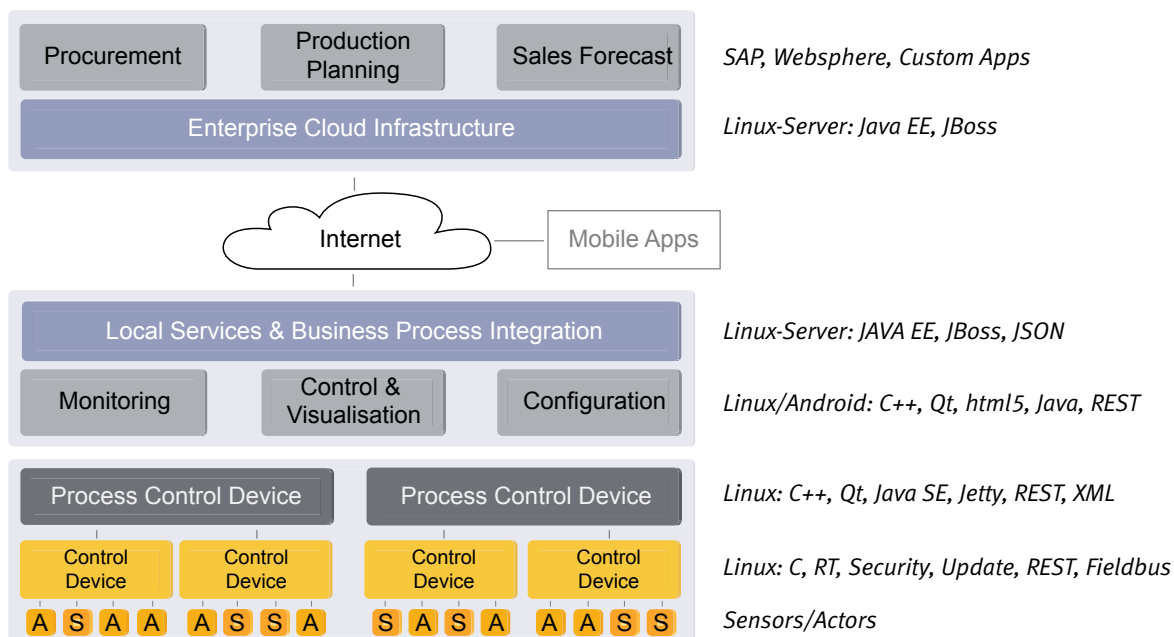 Procurement
Production
Planning
Sales Forecast
SAP, Websphere, Custom Apps
Enterprise Cloud Infrastructure
Linux-Server: Java EE, JBoss
Internet
Mobile Apps
Local Services & Business Process Integration
Linux-Server: JAVA EE, JBoss, JSON
Monitoring
Control &
Visualisation
Configuration
Linux/Android: C++, Qt, html5, Java, REST
Process Control Device
Process Control Device
Linux: C++, Qt, Java SE, Jetty, REST, XML
Control
Device
Control
Device
Control
Device
Control
Device
Linux: C, RT, Security, Update, REST, Fieldbus
A S A A A S S A S A S A A A S S
Sensors/Actors